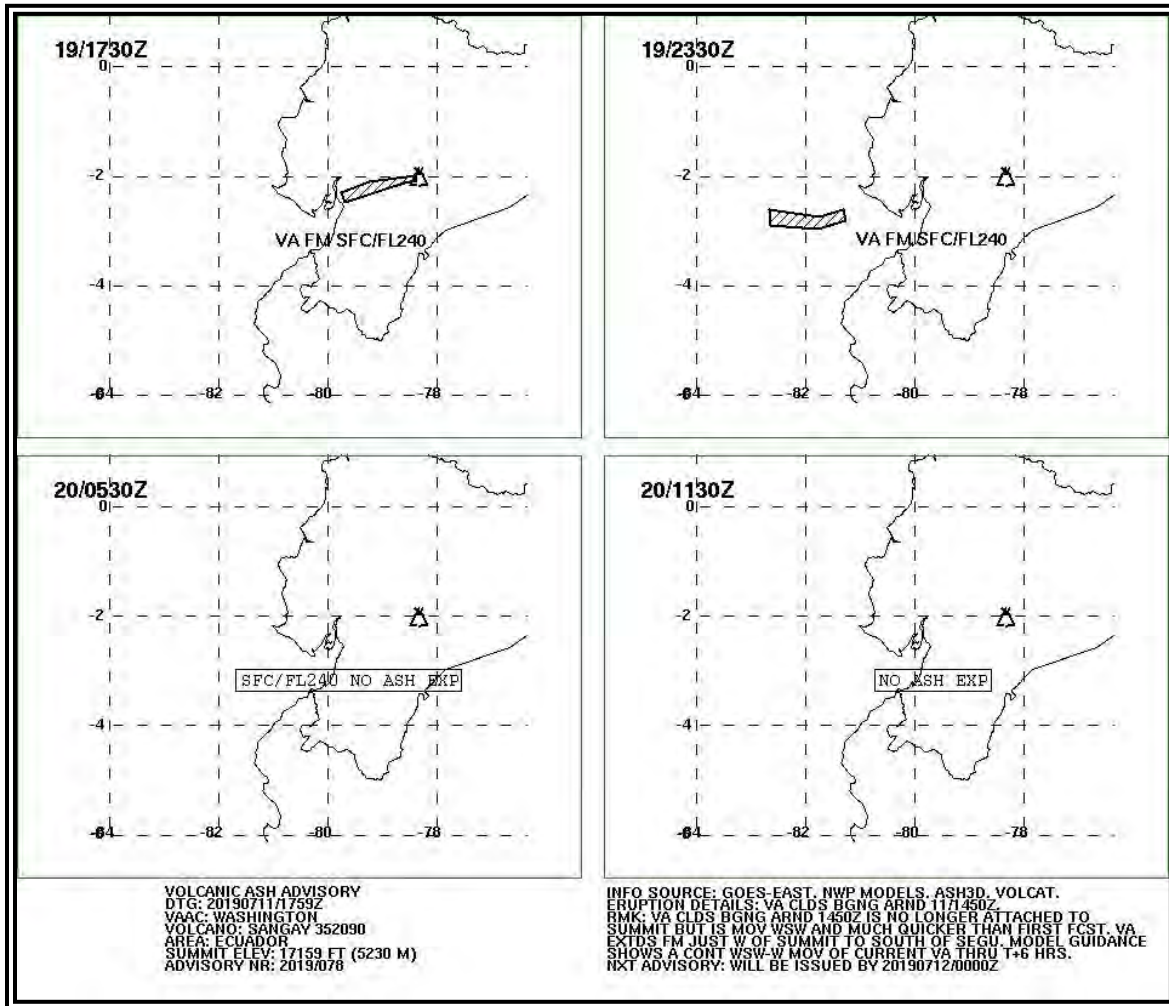 19/1730Z
0
-2
VA FM SFC/FL240
-4
-82
-80
-78
19/2330Z
0
-2
VA FM SFC/FL240
-4
-82
-80
-78
20/0530Z
0
-2
SFC/FL240 NO ASH EXP
-4
-82
-80
-78
20/1130Z
0
-2
NO ASH EXP
-4
-82
-80
-78
VOLCANIC ASH ADVISORY
DTG: 20190711/1759Z
VAAC: WASHINGTON
VOLCANO: SANGAY 352090
AREA: ECUADOR
SUMMIT ELEV: 17159 FT (5230 M)
ADVISORY NR: 2019/078
INFO SOURCE: GOES-EAST. NWP MODELS. ASH3D. VOLCAT.
ERUPTION DETAILS: VA CLDS BGNG ARND 11/1450Z.
RMK: VA CLDS BGNG ARND 1450Z IS NO LONGER ATTACHED TO
SUMMIT BUT IS MOV WSW AND MUCH QUICKER THAN FIRST FCST. VA
EXTDS FM JUST W OF SUMMIT TO SOUTH OF SEGU. MODEL GUIDANCE
SHOWS A CONT WSW-W MOV OF CURRENT VA THRU T+6 HRS.
NXT ADVISORY: WILL BE ISSUED BY 20190712/0000Z